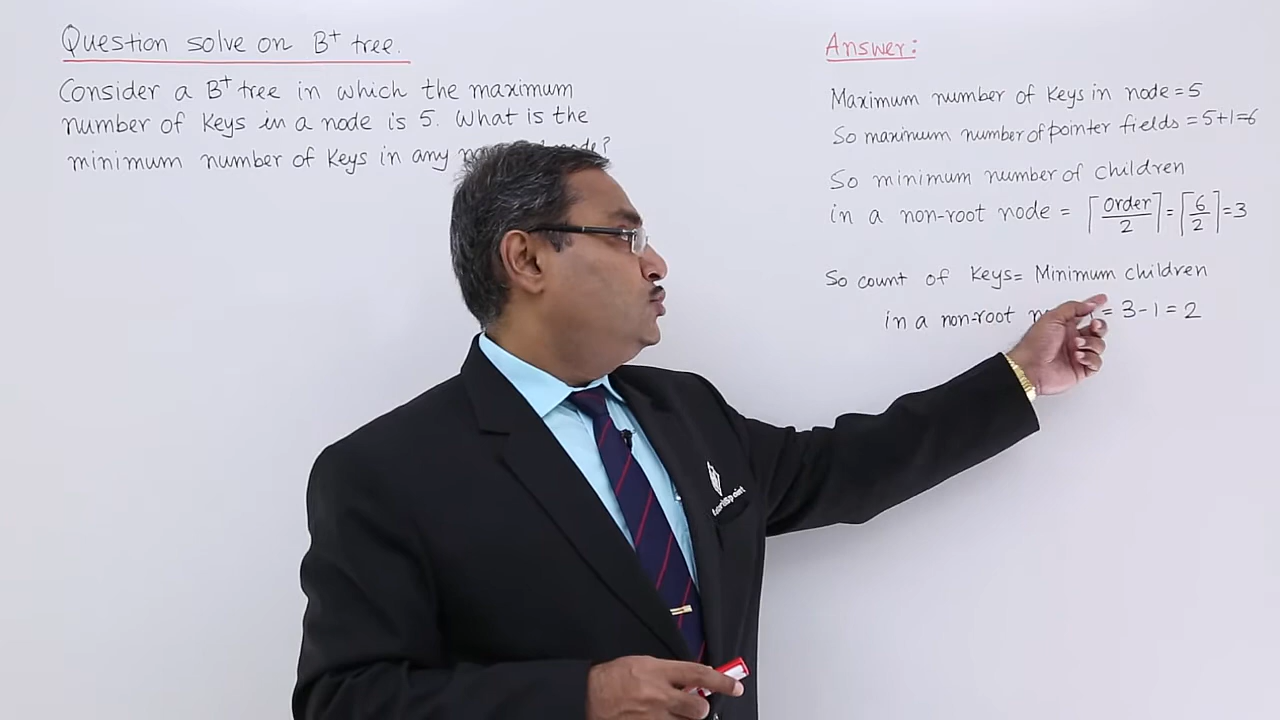 Question solve on B+ tree.
Consider a B+ tree in which the maximum
number of keys in a node is 5. What is the
minimum number of keys in any
Answer:
Maximum number of keys in node = 5
So maximum number of pointer fields = 5+1=6
So minimum number of children
in a non-root node = ⌈order/2⌉ = ⌈6/2⌉ = 3
So count of keys = Minimum children
in a non-root = 3 - 1 = 2
tutorialspoint